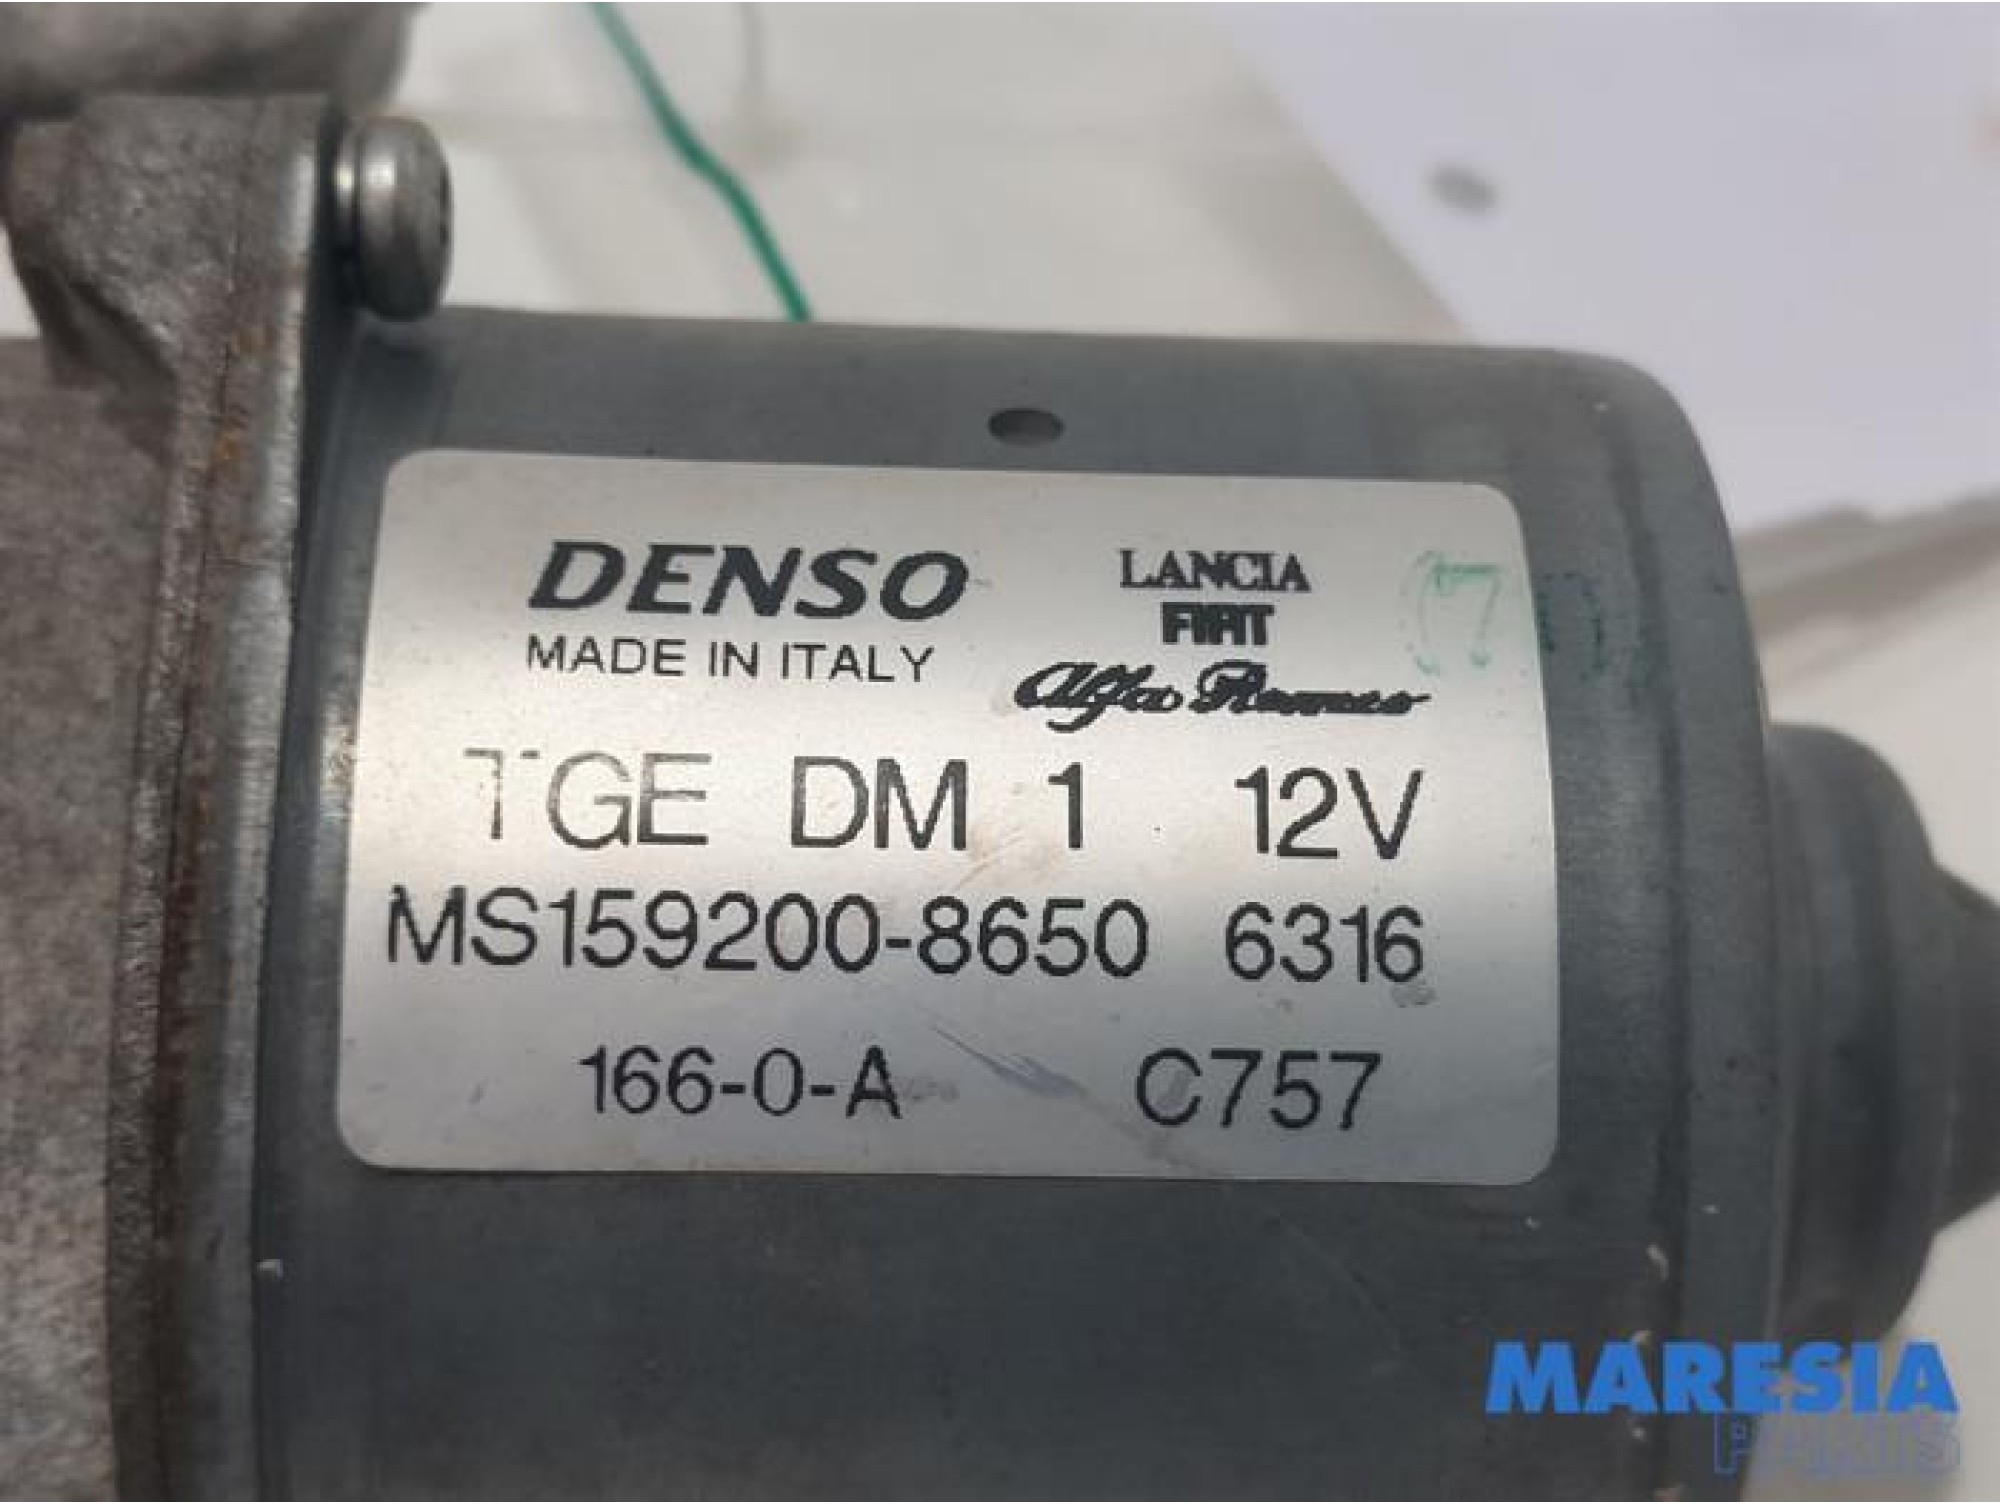 DENSO
MADE IN ITALY
LANCIA
FIAT
Alfa Romeo
TGE DM 1 12V
MS159200-8650 6316
166-0-A C757
MARESIA
PARTS